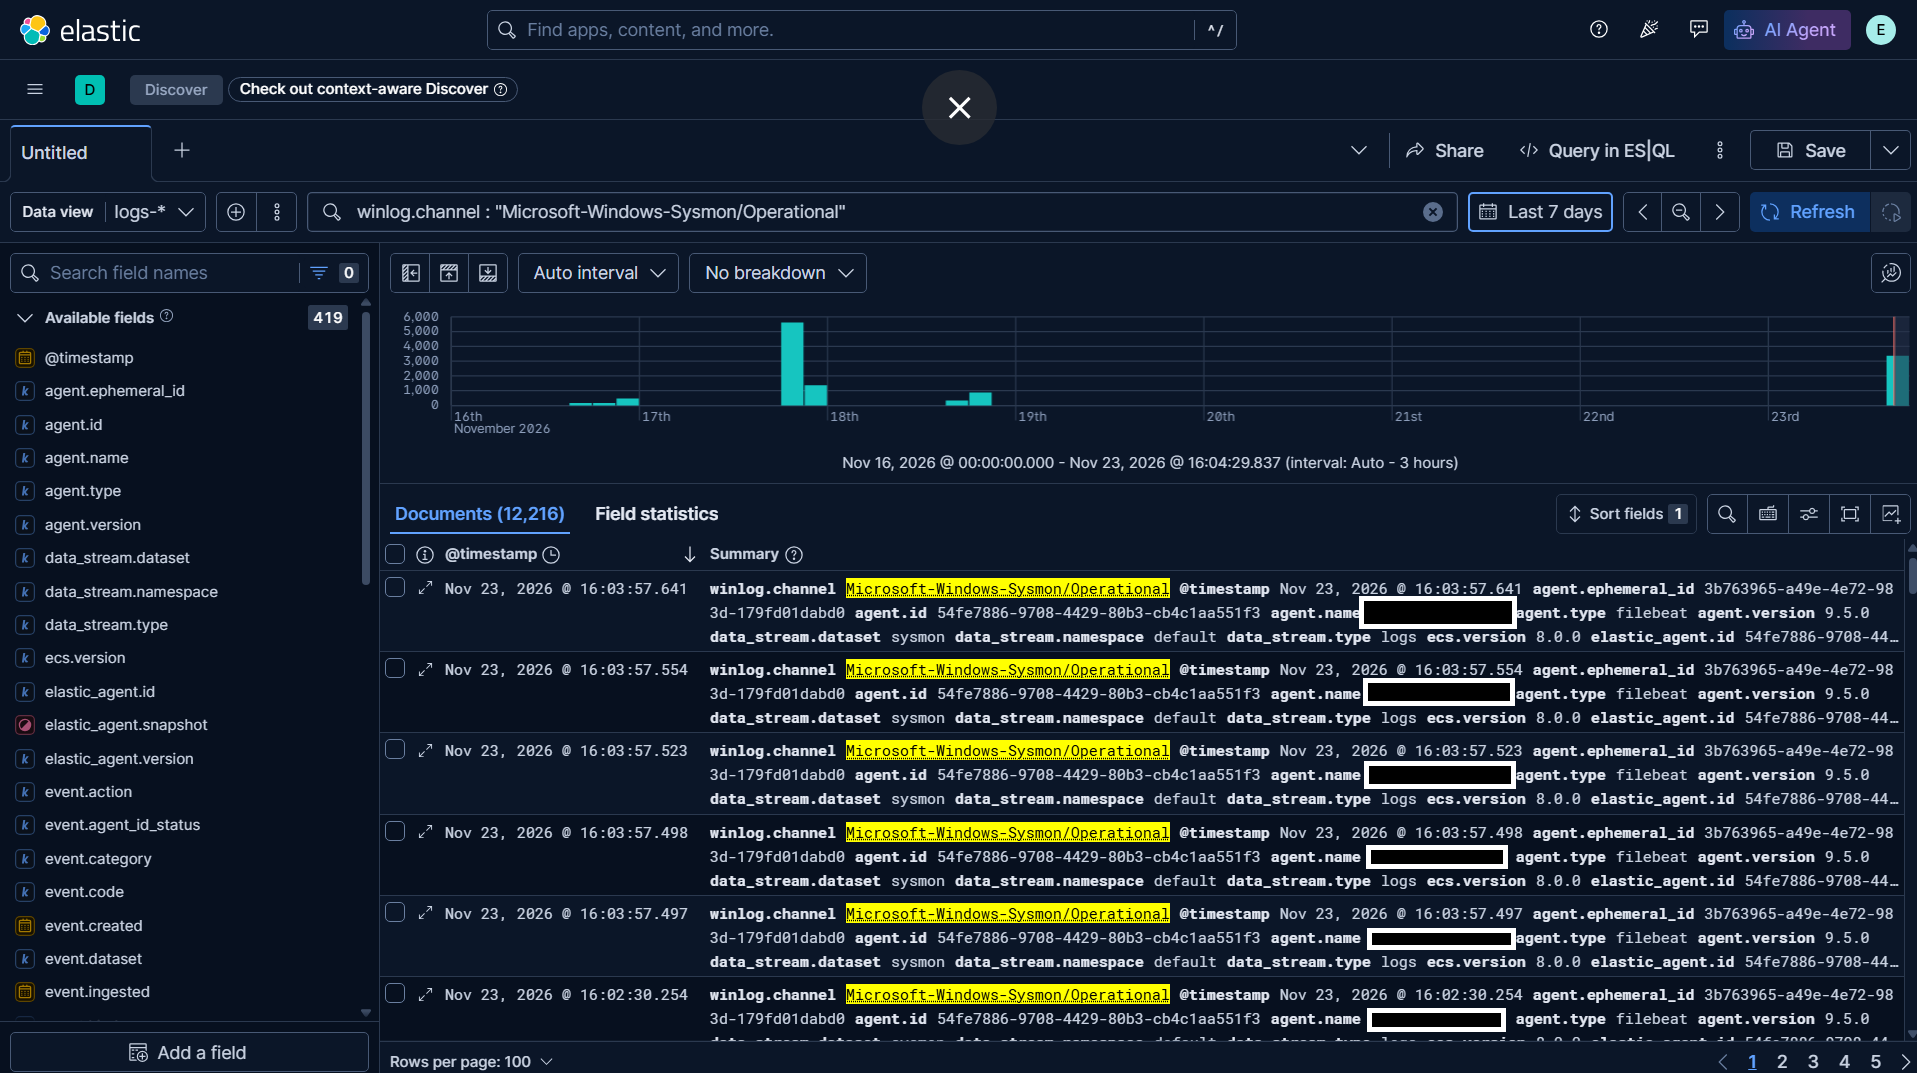 elastic
Find apps, content, and more.
^/
AI Agent
E
D
Discover
Check out context-aware Discover
Untitled
Share
Query in ES|QL
Save
Data view
logs-*
winlog.channel : "Microsoft-Windows-Sysmon/Operational"
Last 7 days
Refresh
Search field names
0
Auto interval
No breakdown
Available fields
419
@timestamp
agent.ephemeral_id
agent.id
agent.name
agent.type
agent.version
data_stream.dataset
data_stream.namespace
data_stream.type
ecs.version
elastic_agent.id
elastic_agent.snapshot
elastic_agent.version
event.action
event.agent_id_status
event.category
event.code
event.created
event.dataset
event.ingested
Add a field
6,000
5,000
4,000
3,000
2,000
1,000
0
16th
November 2026
17th
18th
19th
20th
21st
22nd
23rd
Nov 16, 2026 @ 00:00:00.000 - Nov 23, 2026 @ 16:04:29.837 (interval: Auto - 3 hours)
Documents (12,216)
Field statistics
Sort fields 1
@timestamp
Summary
Nov 23, 2026 @ 16:03:57.641 winlog.channel Microsoft-Windows-Sysmon/Operational @timestamp Nov 23, 2026 @ 16:03:57.641 agent.ephemeral_id 3b763965-a49e-4e72-98
3d-179fd01dabd0 agent.id 54fe7886-9708-4429-80b3-cb4c1aa551f3 agent.name agent.type filebeat agent.version 9.5.0
data_stream.dataset sysmon data_stream.namespace default data_stream.type logs ecs.version 8.0.0 elastic_agent.id 54fe7886-9708-44…
Nov 23, 2026 @ 16:03:57.554 winlog.channel Microsoft-Windows-Sysmon/Operational @timestamp Nov 23, 2026 @ 16:03:57.554 agent.ephemeral_id 3b763965-a49e-4e72-98
3d-179fd01dabd0 agent.id 54fe7886-9708-4429-80b3-cb4c1aa551f3 agent.name agent.type filebeat agent.version 9.5.0
data_stream.dataset sysmon data_stream.namespace default data_stream.type logs ecs.version 8.0.0 elastic_agent.id 54fe7886-9708-44…
Nov 23, 2026 @ 16:03:57.523 winlog.channel Microsoft-Windows-Sysmon/Operational @timestamp Nov 23, 2026 @ 16:03:57.523 agent.ephemeral_id 3b763965-a49e-4e72-98
3d-179fd01dabd0 agent.id 54fe7886-9708-4429-80b3-cb4c1aa551f3 agent.name agent.type filebeat agent.version 9.5.0
data_stream.dataset sysmon data_stream.namespace default data_stream.type logs ecs.version 8.0.0 elastic_agent.id 54fe7886-9708-44…
Nov 23, 2026 @ 16:03:57.498 winlog.channel Microsoft-Windows-Sysmon/Operational @timestamp Nov 23, 2026 @ 16:03:57.498 agent.ephemeral_id 3b763965-a49e-4e72-98
3d-179fd01dabd0 agent.id 54fe7886-9708-4429-80b3-cb4c1aa551f3 agent.name agent.type filebeat agent.version 9.5.0
data_stream.dataset sysmon data_stream.namespace default data_stream.type logs ecs.version 8.0.0 elastic_agent.id 54fe7886-9708-44…
Nov 23, 2026 @ 16:03:57.497 winlog.channel Microsoft-Windows-Sysmon/Operational @timestamp Nov 23, 2026 @ 16:03:57.497 agent.ephemeral_id 3b763965-a49e-4e72-98
3d-179fd01dabd0 agent.id 54fe7886-9708-4429-80b3-cb4c1aa551f3 agent.name agent.type filebeat agent.version 9.5.0
data_stream.dataset sysmon data_stream.namespace default data_stream.type logs ecs.version 8.0.0 elastic_agent.id 54fe7886-9708-44…
Nov 23, 2026 @ 16:02:30.254 winlog.channel Microsoft-Windows-Sysmon/Operational @timestamp Nov 23, 2026 @ 16:02:30.254 agent.ephemeral_id 3b763965-a49e-4e72-98
3d-179fd01dabd0 agent.id 54fe7886-9708-4429-80b3-cb4c1aa551f3 agent.name agent.type filebeat agent.version 9.5.0
Rows per page: 100
1 2 3 4 5